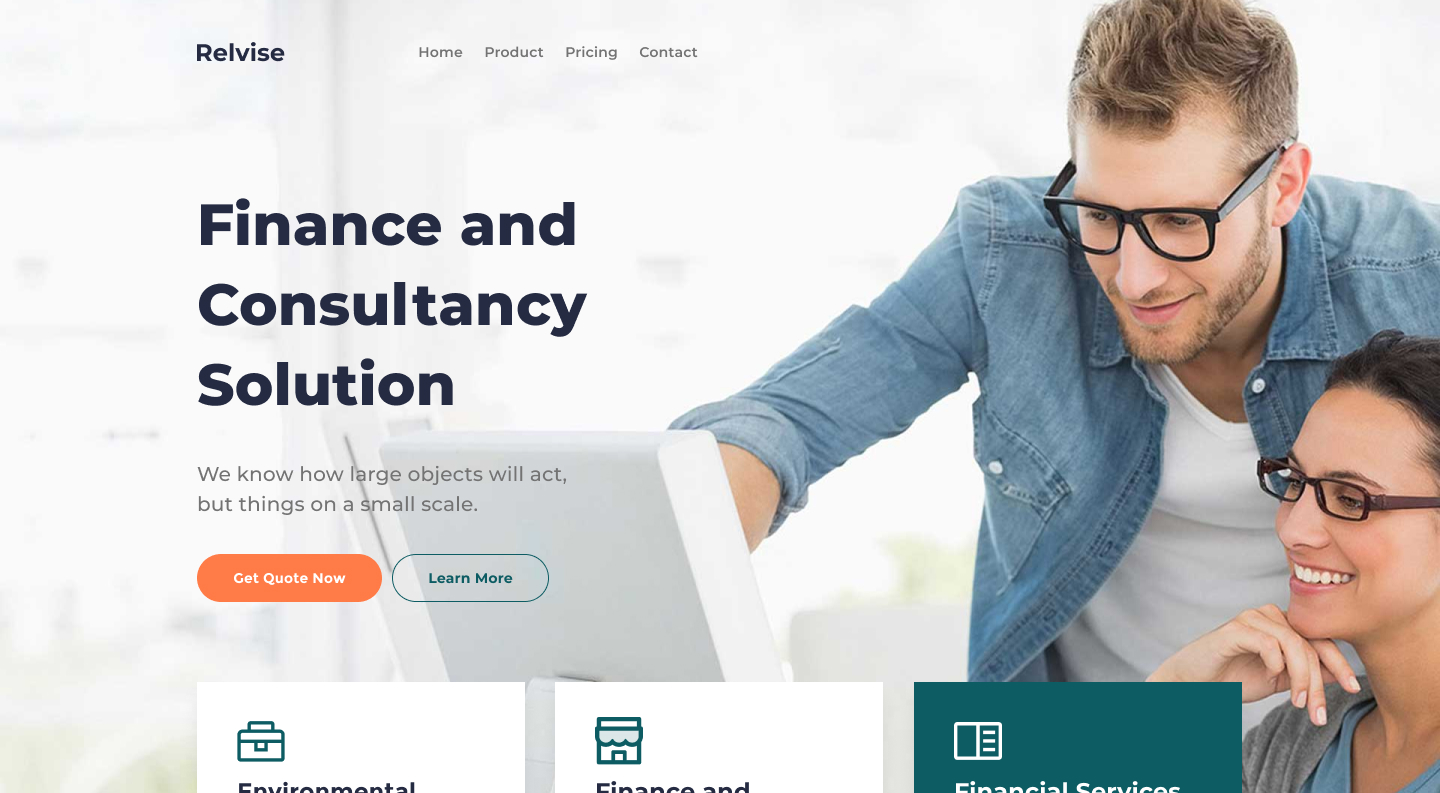 Relvise
Home Product Pricing Contact
Finance and
Consultancy
Solution
We know how large objects will act,
but things on a small scale.
Get Quote Now Learn More
Environmental
Finance and
Financial Services